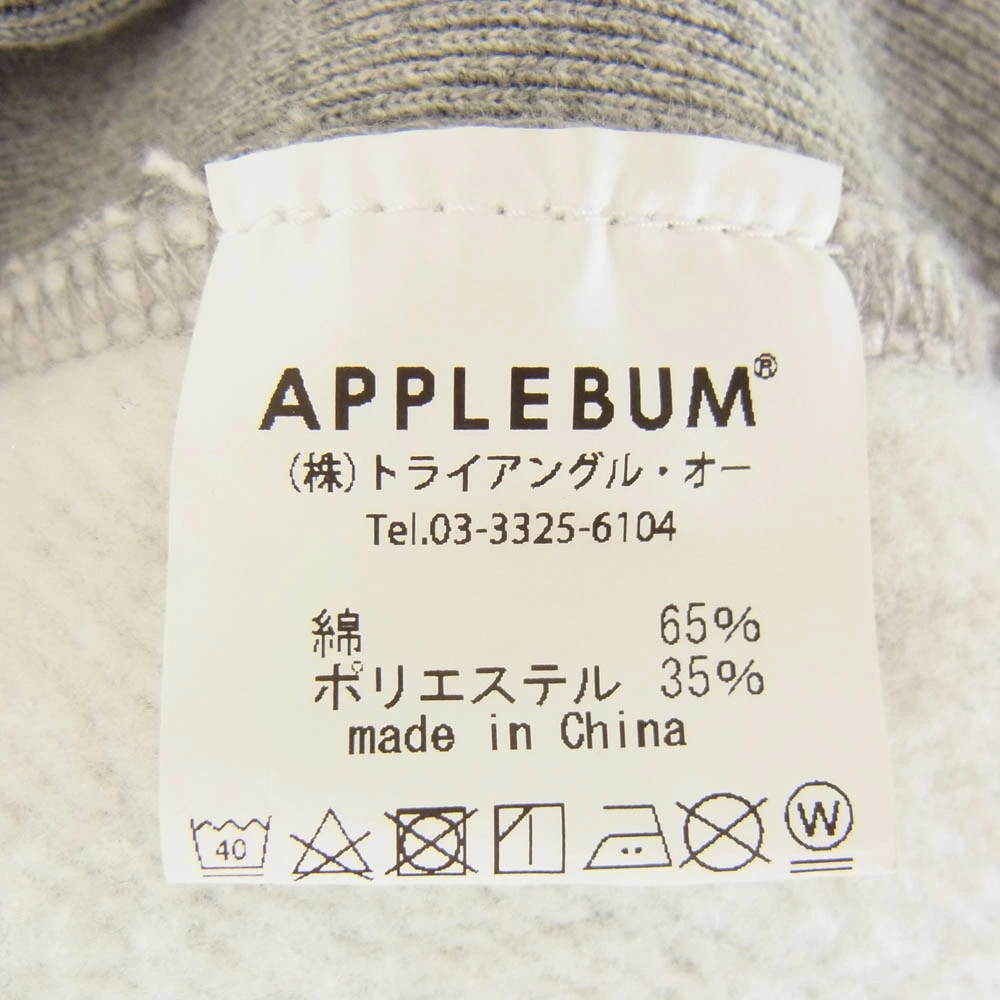 APPLEBUM®
(株)トライアングル・オー
Tel.03-3325-6104
綿 65%
ポリエステル 35%
made in China
40 W